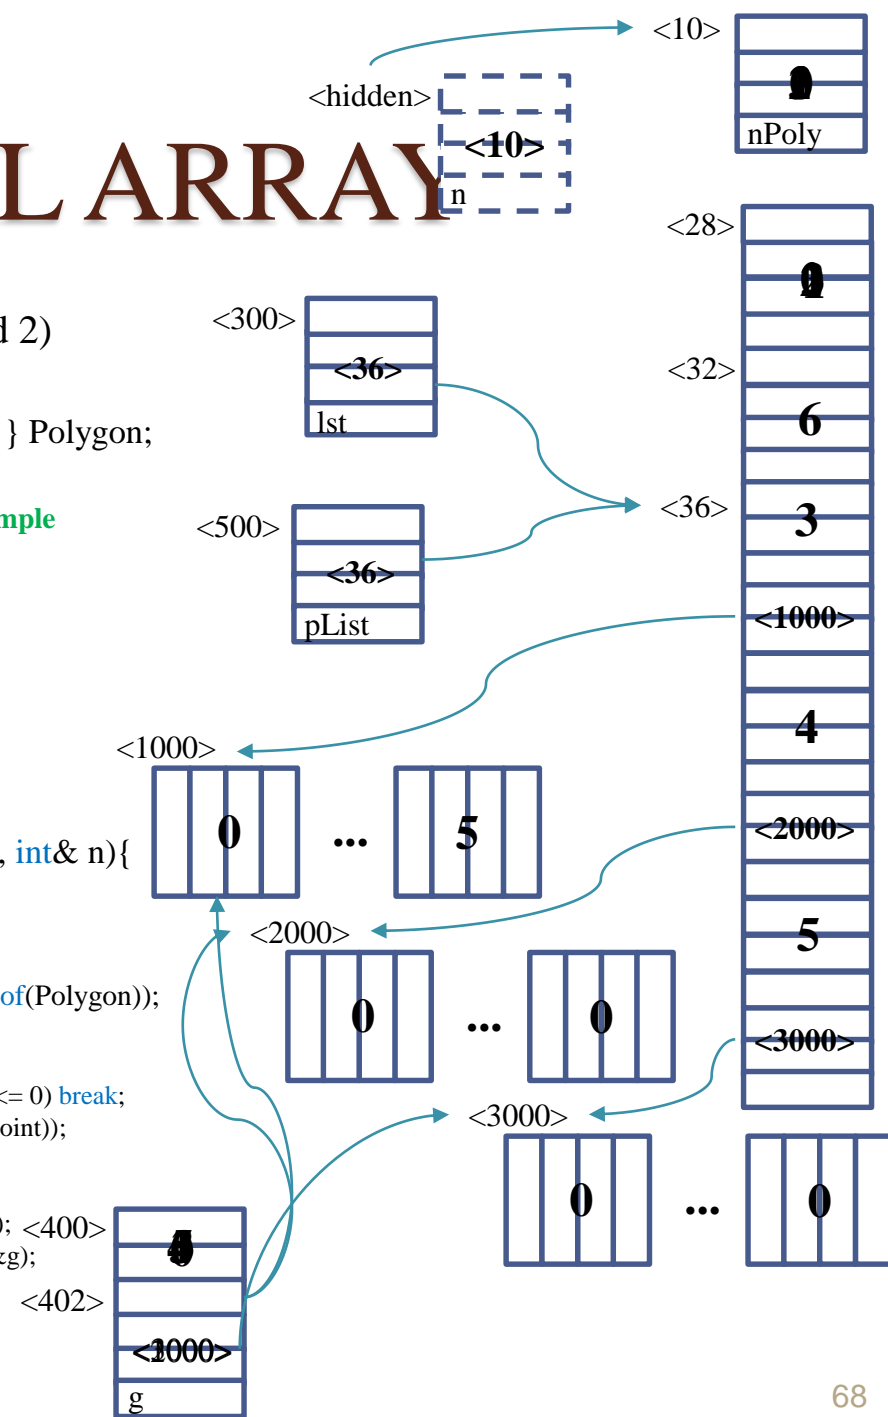 <10>
nPoly
<hidden>
<10>
n
L ARRAY
<28>
d 2)
<300>
<36>
lst
<32>
6
} Polygon;
mple
<500>
<36>
pList
<36>
3
<1000>
4
<1000>
0 ... 5
<2000>
, int& n){
<2000>
0 ... 0
5
of(Polygon));
<3000>
<= 0) break;
oint));
<3000>
0 ... 0
); <400>
&g);
<402>
g
68